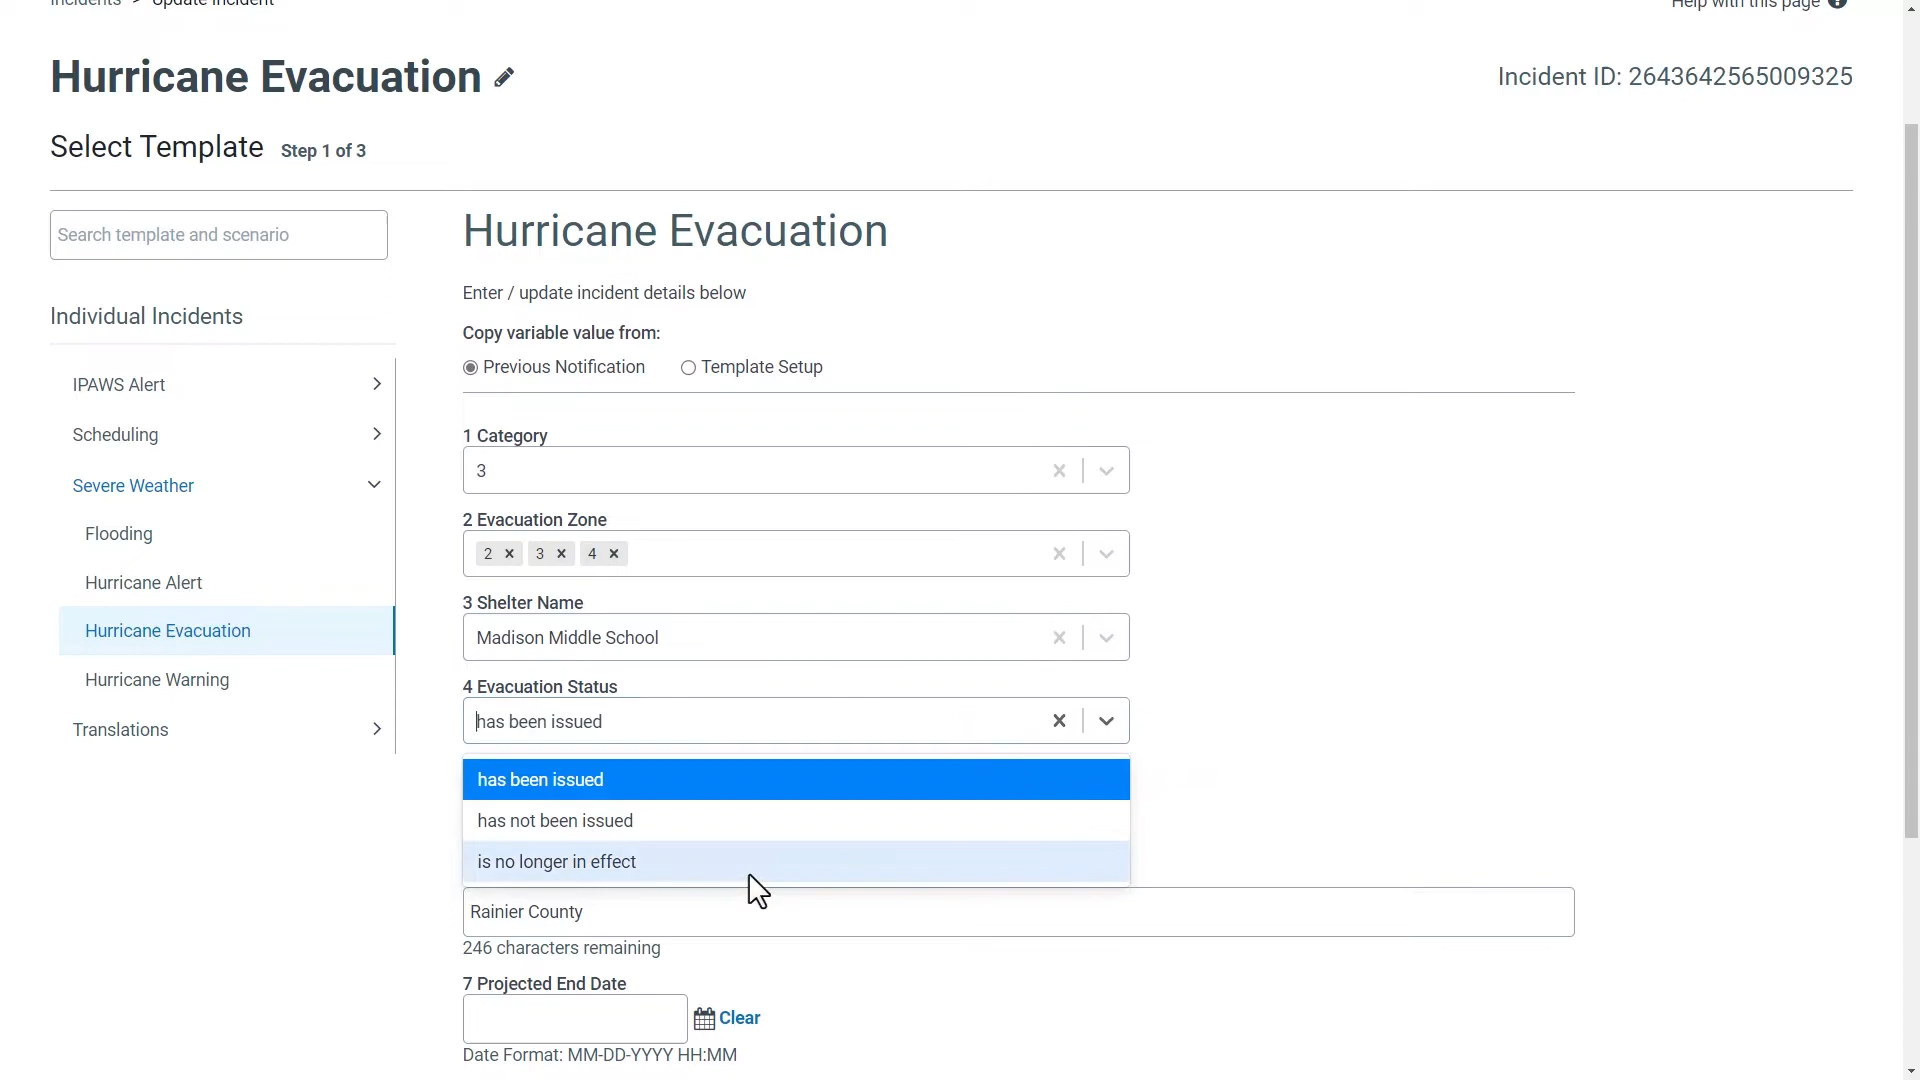 Incidents > Update Incident
Help with this page
Hurricane Evacuation
Incident ID: 2643642565009325
Select Template Step 1 of 3
Search template and scenario
Individual Incidents
IPAWS Alert
Scheduling
Severe Weather
Flooding
Hurricane Alert
Hurricane Evacuation
Hurricane Warning
Translations
Hurricane Evacuation
Enter / update incident details below
Copy variable value from:
Previous Notification Template Setup
1 Category
3
2 Evacuation Zone
2 3 4
3 Shelter Name
Madison Middle School
4 Evacuation Status
has been issued
has been issued
has not been issued
is no longer in effect
Rainier County
246 characters remaining
7 Projected End Date
Clear
Date Format: MM-DD-YYYY HH:MM